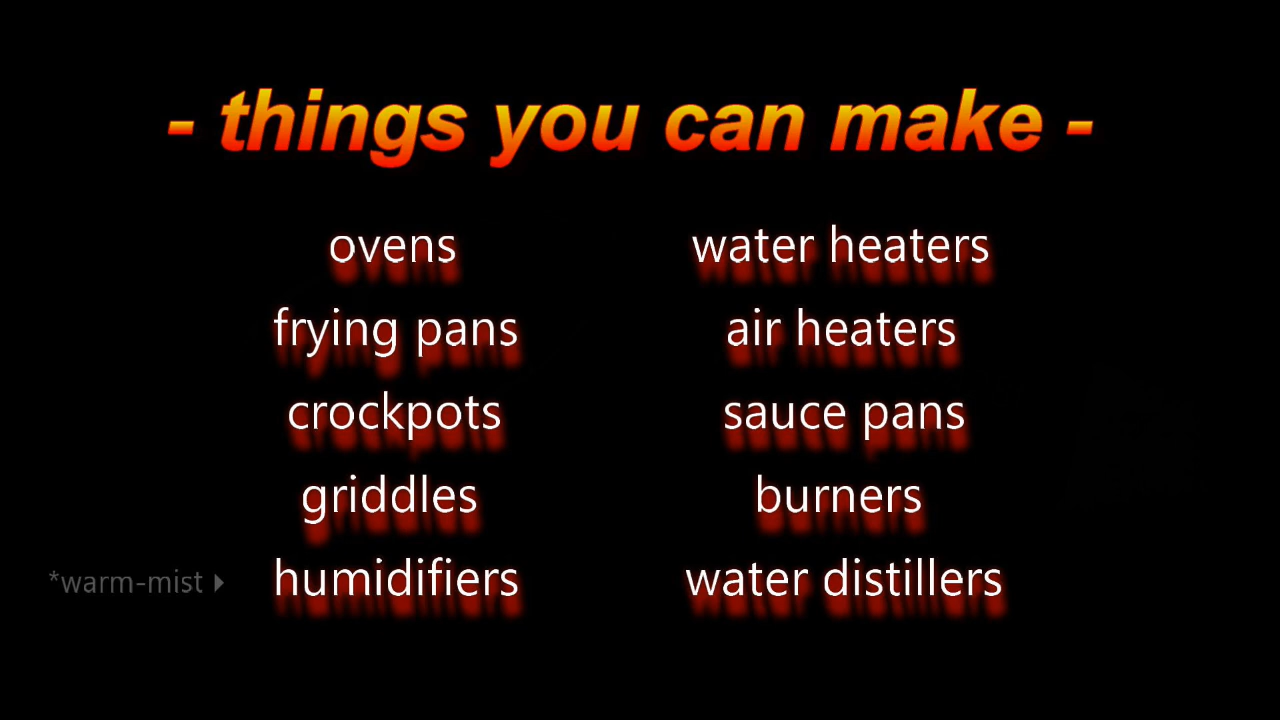 - things you can make -
ovens
frying pans
crockpots
griddles
*warm-mist humidifiers
water heaters
air heaters
sauce pans
burners
water distillers